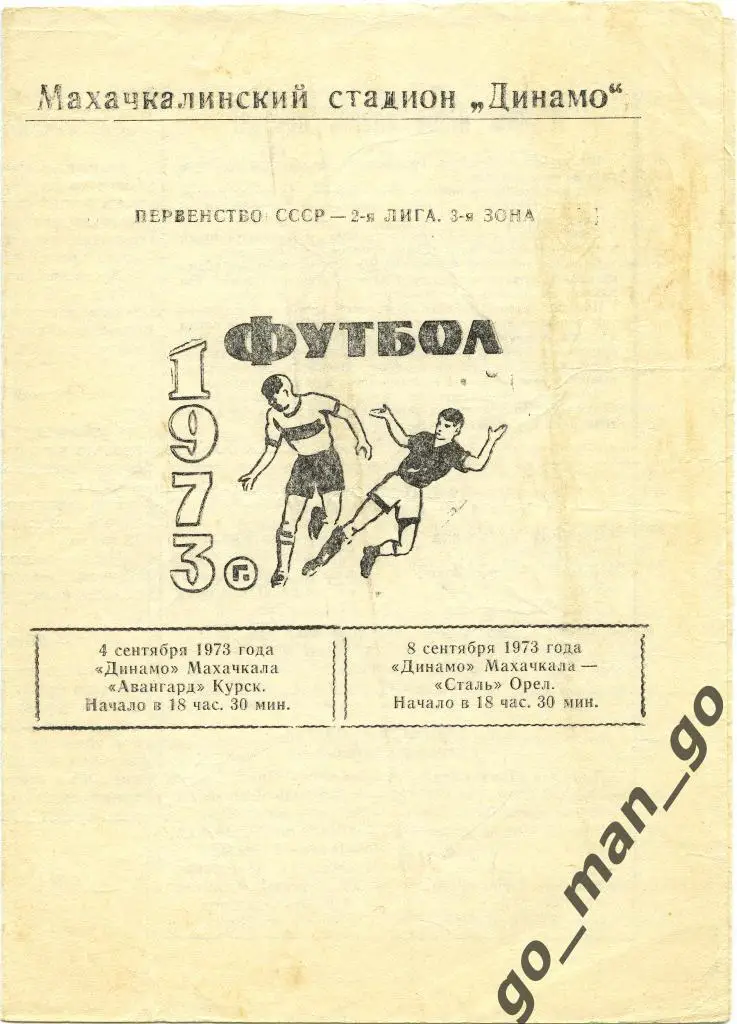 Махачкалинский стадион „Динамо“
ПЕРВЕНСТВО СССР — 2-я ЛИГА. 3-я ЗОНА
ФУТБОЛ
1973 г.
4 сентября 1973 года
«Динамо» Махачкала
«Авангард» Курск.
Начало в 18 час. 30 мин.
8 сентября 1973 года
«Динамо» Махачкала —
«Сталь» Орел.
Начало в 18 час. 30 мин.
go_man_go